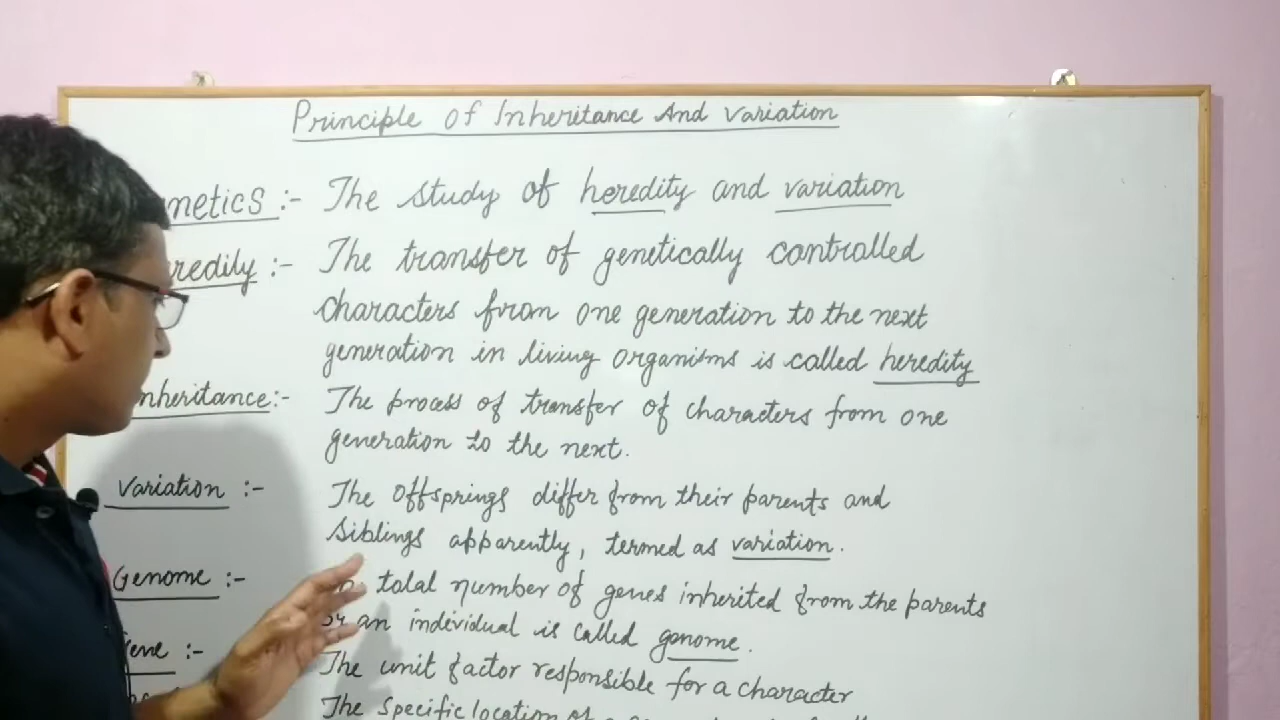 Principle of Inheritance And Variation
netics :- The study of heredity and variation
redily :- The transfer of genetically controlled
characters from one generation to the next
generation in living organisms is called heredity
nheritance:- The process of transfer of characters from one
generation to the next.
Variation :- The offsprings differ from their parents and
siblings apparently, termed as variation.
Genome :- total number of genes inherited from the parents
an individual is called genome.
ene :- The unit factor responsible for a character
The specific location of a